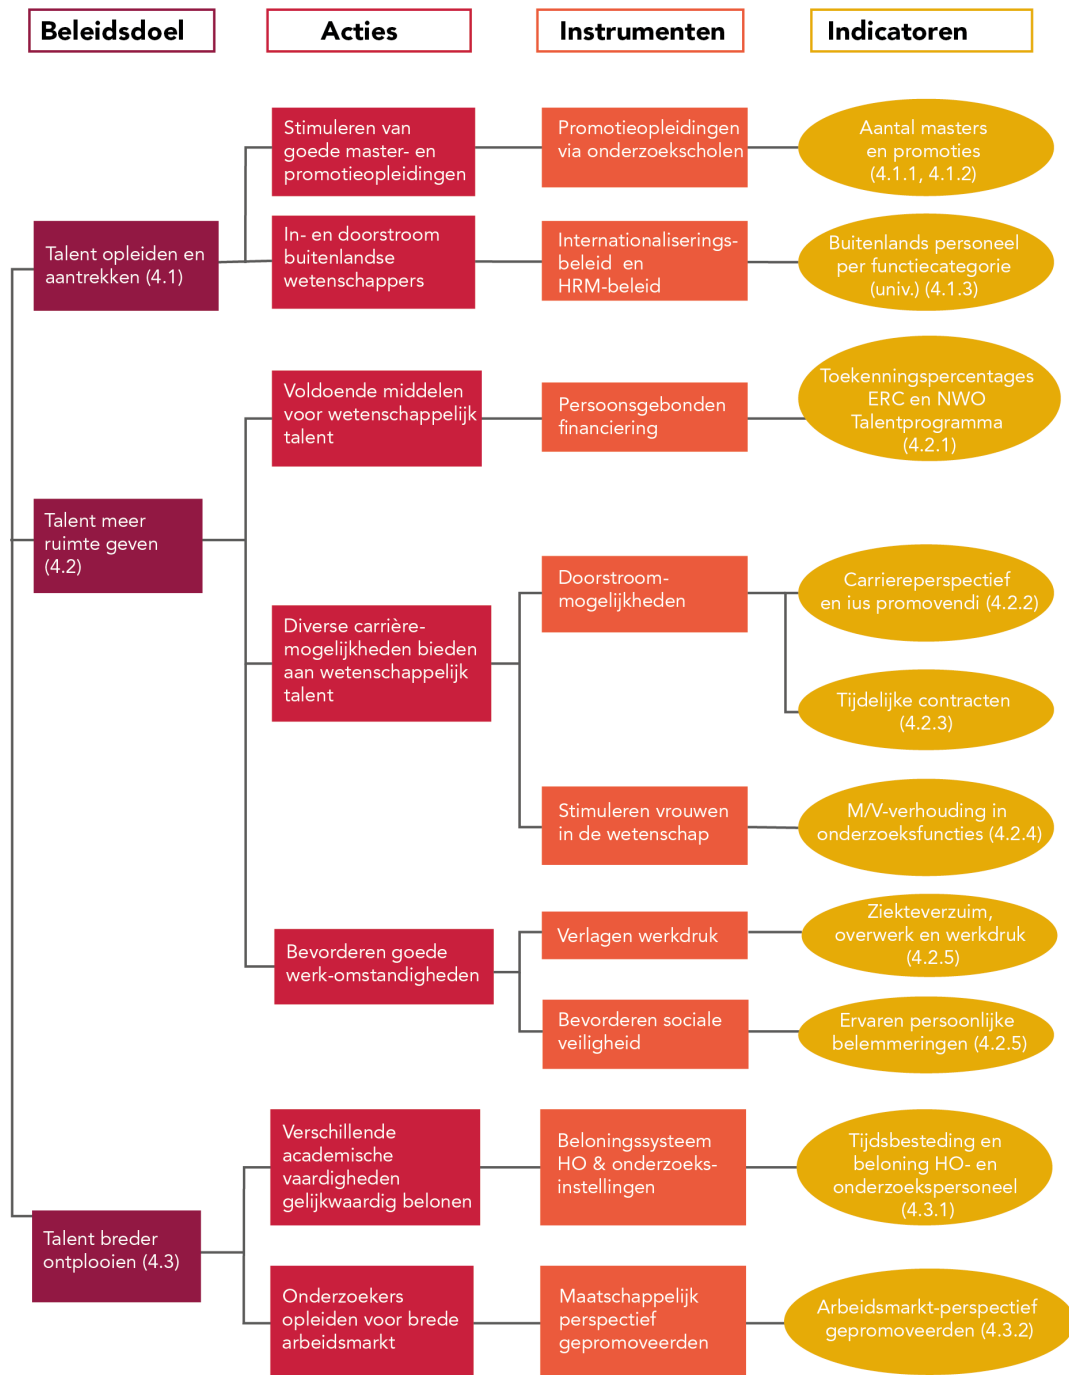 Beleidsdoel
Acties
Instrumenten
Indicatoren
Talent opleiden en
aantrekken (4.1)
Stimuleren van
goede master- en
promotieopleidingen
Promotieopleidingen
via onderzoekscholen
Aantal masters
en promoties
(4.1.1, 4.1.2)
In- en doorstroom
buitenlandse
wetenschappers
Internationaliserings-
beleid en
HRM-beleid
Buitenlands personeel
per functiecategorie
(univ.) (4.1.3)
Talent meer
ruimte geven
(4.2)
Voldoende middelen
voor wetenschappelijk
talent
Persoonsgebonden
financiering
Toekenningspercentages
ERC en NWO
Talentprogramma
(4.2.1)
Diverse carrière-
mogelijkheden bieden
aan wetenschappelijk
talent
Doorstroom-
mogelijkheden
Carriereperspectief
en ius promovendi (4.2.2)
Tijdelijke contracten
(4.2.3)
Stimuleren vrouwen
in de wetenschap
M/V-verhouding in
onderzoeksfuncties (4.2.4)
Bevorderen goede
werk-omstandigheden
Verlagen werkdruk
Ziekteverzuim,
overwerk en werkdruk
(4.2.5)
Bevorderen sociale
veiligheid
Ervaren persoonlijke
belemmeringen (4.2.5)
Talent breder
ontplooien (4.3)
Verschillende
academische
vaardigheden
gelijkwaardig belonen
Beloningssysteem
HO & onderzoeks-
instellingen
Tijdsbesteding en
beloning HO- en
onderzoekspersoneel
(4.3.1)
Onderzoekers
opleiden voor brede
arbeidsmarkt
Maatschappelijk
perspectief
gepromoveerden
Arbeidsmarkt-perspectief
gepromoveerden (4.3.2)